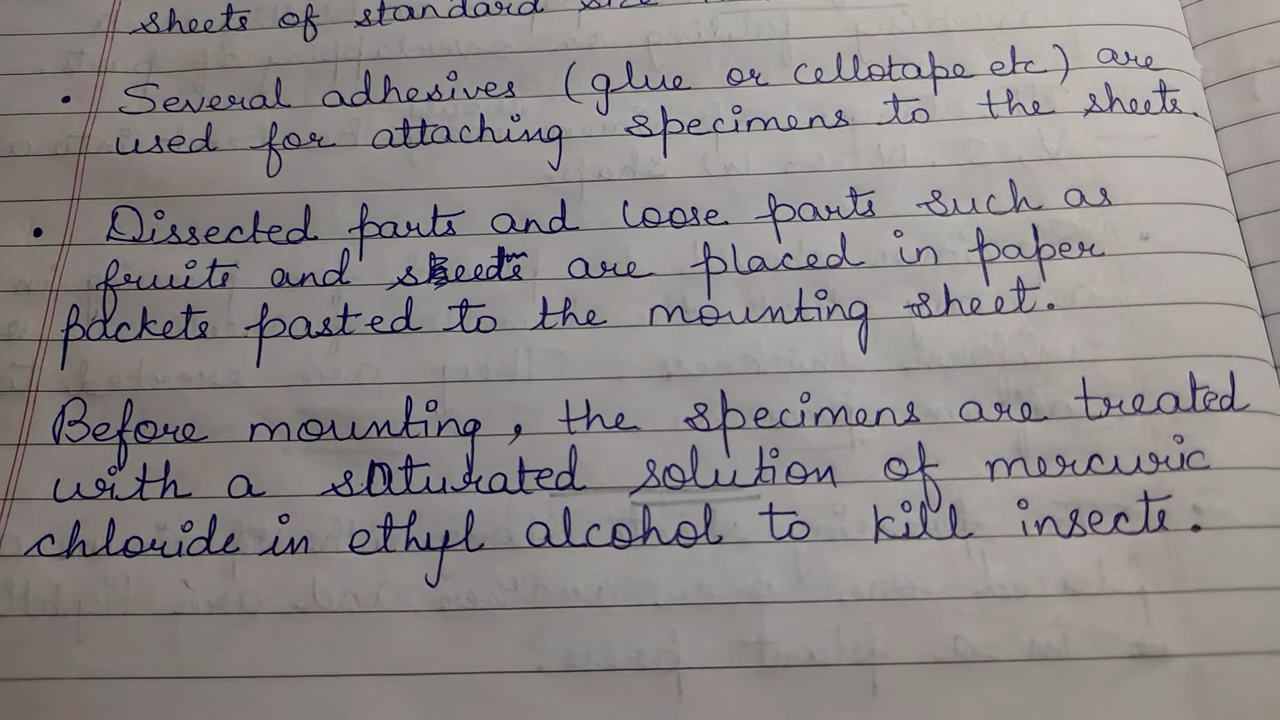 sheets of standard size
• Several adhesives (glue or cellotape etc) are
used for attaching specimens to the sheets.
• Dissected parts and loose parts such as
fruits and seeds are placed in paper
packets pasted to the mounting sheet.
Before mounting, the specimens are treated
with a saturated solution of mercuric
chloride in ethyl alcohol to kill insects.